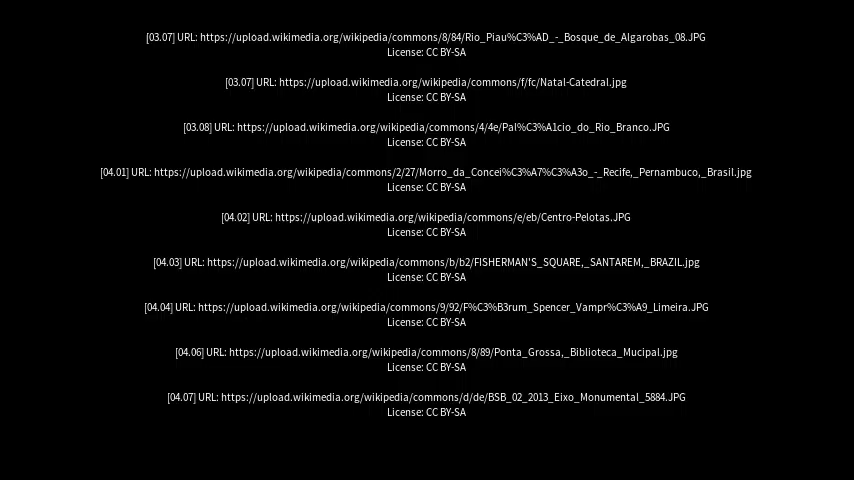 [03.07] URL: https://upload.wikimedia.org/wikipedia/commons/8/84/Rio_Piau%C3%AD_-_Bosque_de_Algarobas_08.JPG
License: CC BY-SA
[03.07] URL: https://upload.wikimedia.org/wikipedia/commons/f/fc/Natal-Catedral.jpg
License: CC BY-SA
[03.08] URL: https://upload.wikimedia.org/wikipedia/commons/4/4e/Pal%C3%A1cio_do_Rio_Branco.JPG
License: CC BY-SA
[04.01] URL: https://upload.wikimedia.org/wikipedia/commons/2/27/Morro_da_Concei%C3%A7%C3%A3o_-_Recife,_Pernambuco,_Brasil.jpg
License: CC BY-SA
[04.02] URL: https://upload.wikimedia.org/wikipedia/commons/e/eb/Centro-Pelotas.JPG
License: CC BY-SA
[04.03] URL: https://upload.wikimedia.org/wikipedia/commons/b/b2/FISHERMAN'S_SQUARE,_SANTAREM,_BRAZIL.jpg
License: CC BY-SA
[04.04] URL: https://upload.wikimedia.org/wikipedia/commons/9/92/F%C3%B3rum_Spencer_Vampr%C3%A9_Limeira.JPG
License: CC BY-SA
[04.06] URL: https://upload.wikimedia.org/wikipedia/commons/8/89/Ponta_Grossa,_Biblioteca_Mucipal.jpg
License: CC BY-SA
[04.07] URL: https://upload.wikimedia.org/wikipedia/commons/d/de/BSB_02_2013_Eixo_Monumental_5884.JPG
License: CC BY-SA